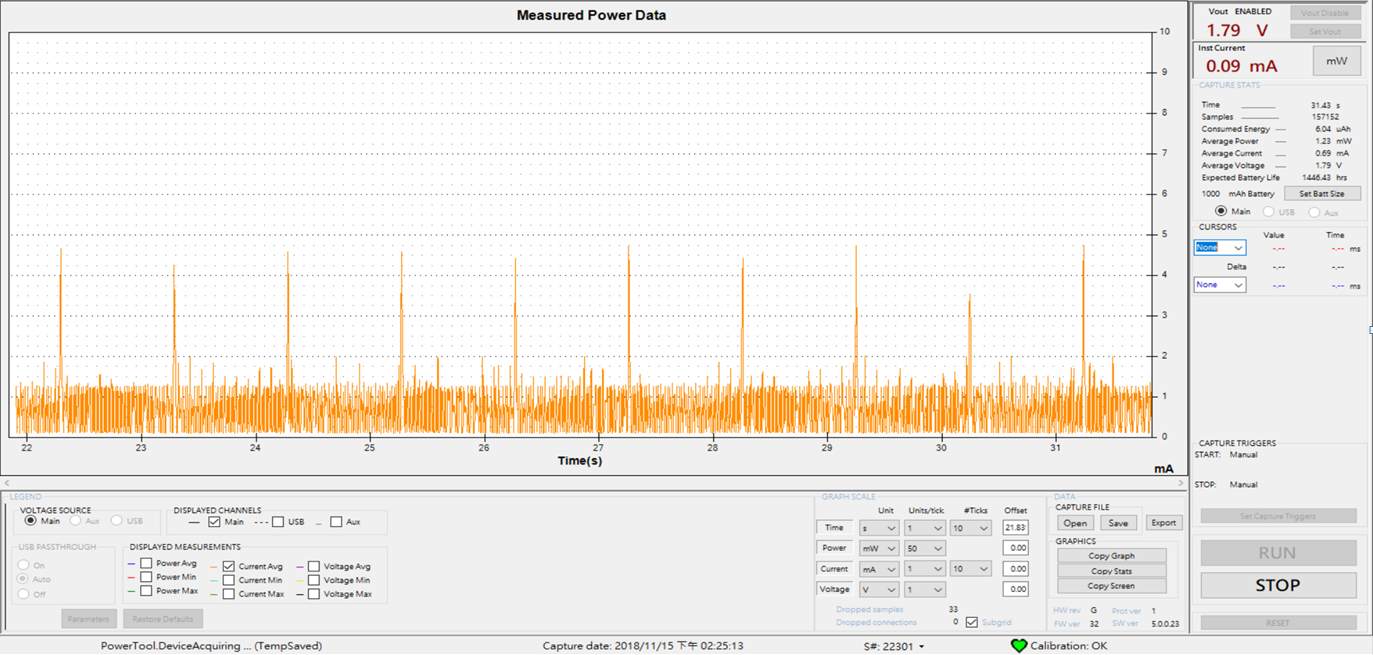 Measured Power Data
10
9
8
7
6
5
4
3
2
1
0
22 23 24 25 26 27 28 29 30 31
Time(s)
mA
Vout ENABLED
1.79 V
Vout Disable
Set Vout
Inst Current
0.09 mA
mW
CAPTURE STATS
Time 31.43 s
Samples 157152
Consumed Energy 6.04 uAh
Average Power 1.23 mW
Average Current 0.69 mA
Average Voltage 1.79 V
Expected Battery Life 1446.43 hrs
1000 mAh Battery Set Batt Size
Main USB Aux
CURSORS
Value Time
None -.-- -.-- ms
Delta -.-- -.--
None -.-- -.-- ms
CAPTURE TRIGGERS
START: Manual
STOP: Manual
Set Capture Triggers
RUN
STOP
RESET
LEGEND
VOLTAGE SOURCE
Main Aux USB
DISPLAYED CHANNELS
Main USB Aux
USB PASSTHROUGH
On
Auto
Off
DISPLAYED MEASUREMENTS
Power Avg Current Avg Voltage Avg
Power Min Current Min Voltage Min
Power Max Current Max Voltage Max
Parameters Restore Defaults
GRAPH SCALE
Unit Units/tick #Ticks Offset
Time s 1 10 21.83
Power mW 50 0.00
Current mA 1 10 0.00
Voltage V 1 0.00
Dropped samples 33
Dropped connections 0 Subgrid
DATA
CAPTURE FILE
Open Save Export
GRAPHICS
Copy Graph
Copy Stats
Copy Screen
HW rev G Prot ver 1
FW ver 32 SW ver 5.0.0.23
PowerTool.DeviceAcquiring ... (TempSaved) Capture date: 2018/11/15 下午 02:25:13 S#: 22301 Calibration: OK